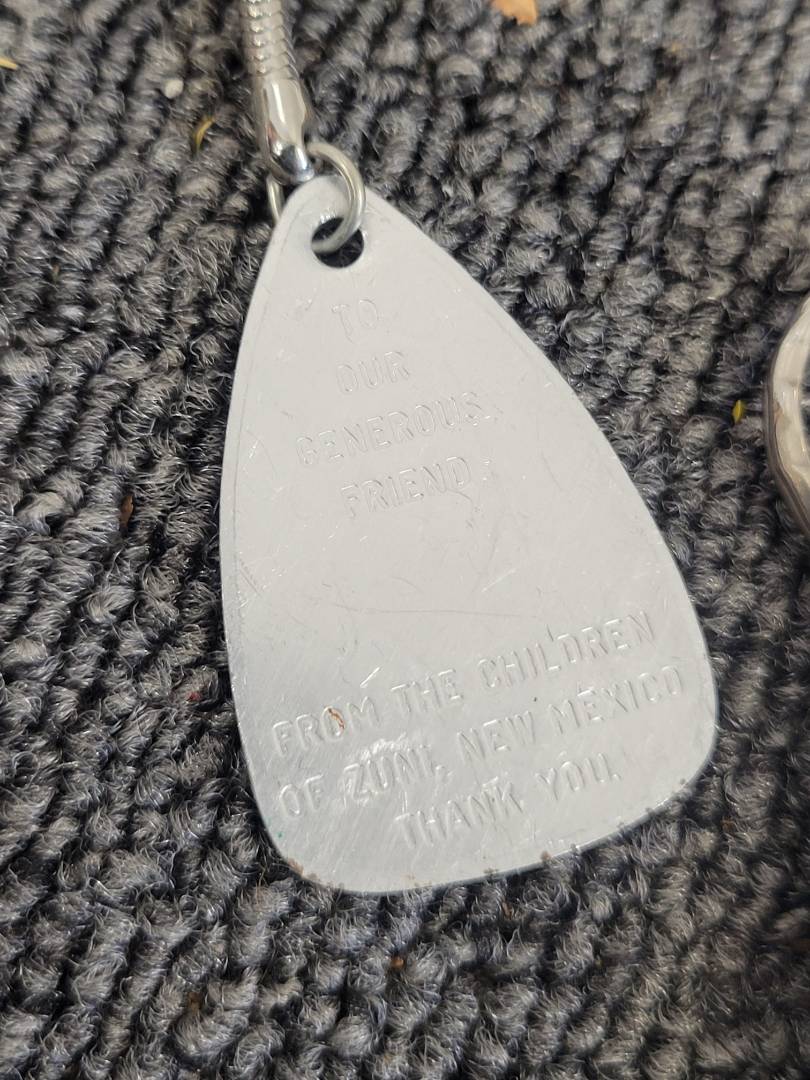 TO
OUR
GENEROUS
FRIEND
FROM THE CHILDREN
OF ZUNI, NEW MEXICO
THANK YOU.